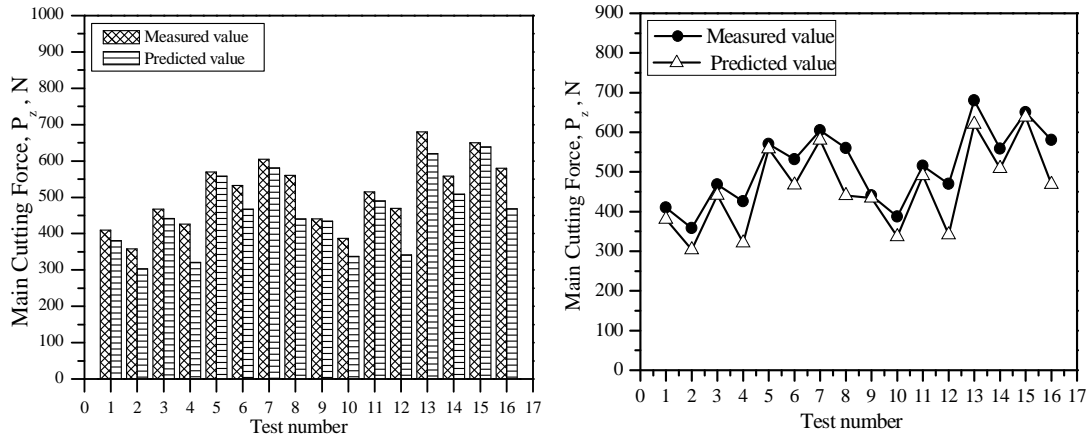 1000
900
800
700
600
500
400
300
200
100
0
Main Cutting Force, P_z , N
Measured value
Predicted value
0 1 2 3 4 5 6 7 8 9 10 11 12 13 14 15 16 17
Test number
900
800
700
600
500
400
300
200
100
0
Main Cutting Force, P_z , N
Measured value
Predicted value
0 1 2 3 4 5 6 7 8 9 10 11 12 13 14 15 16 17
Test number